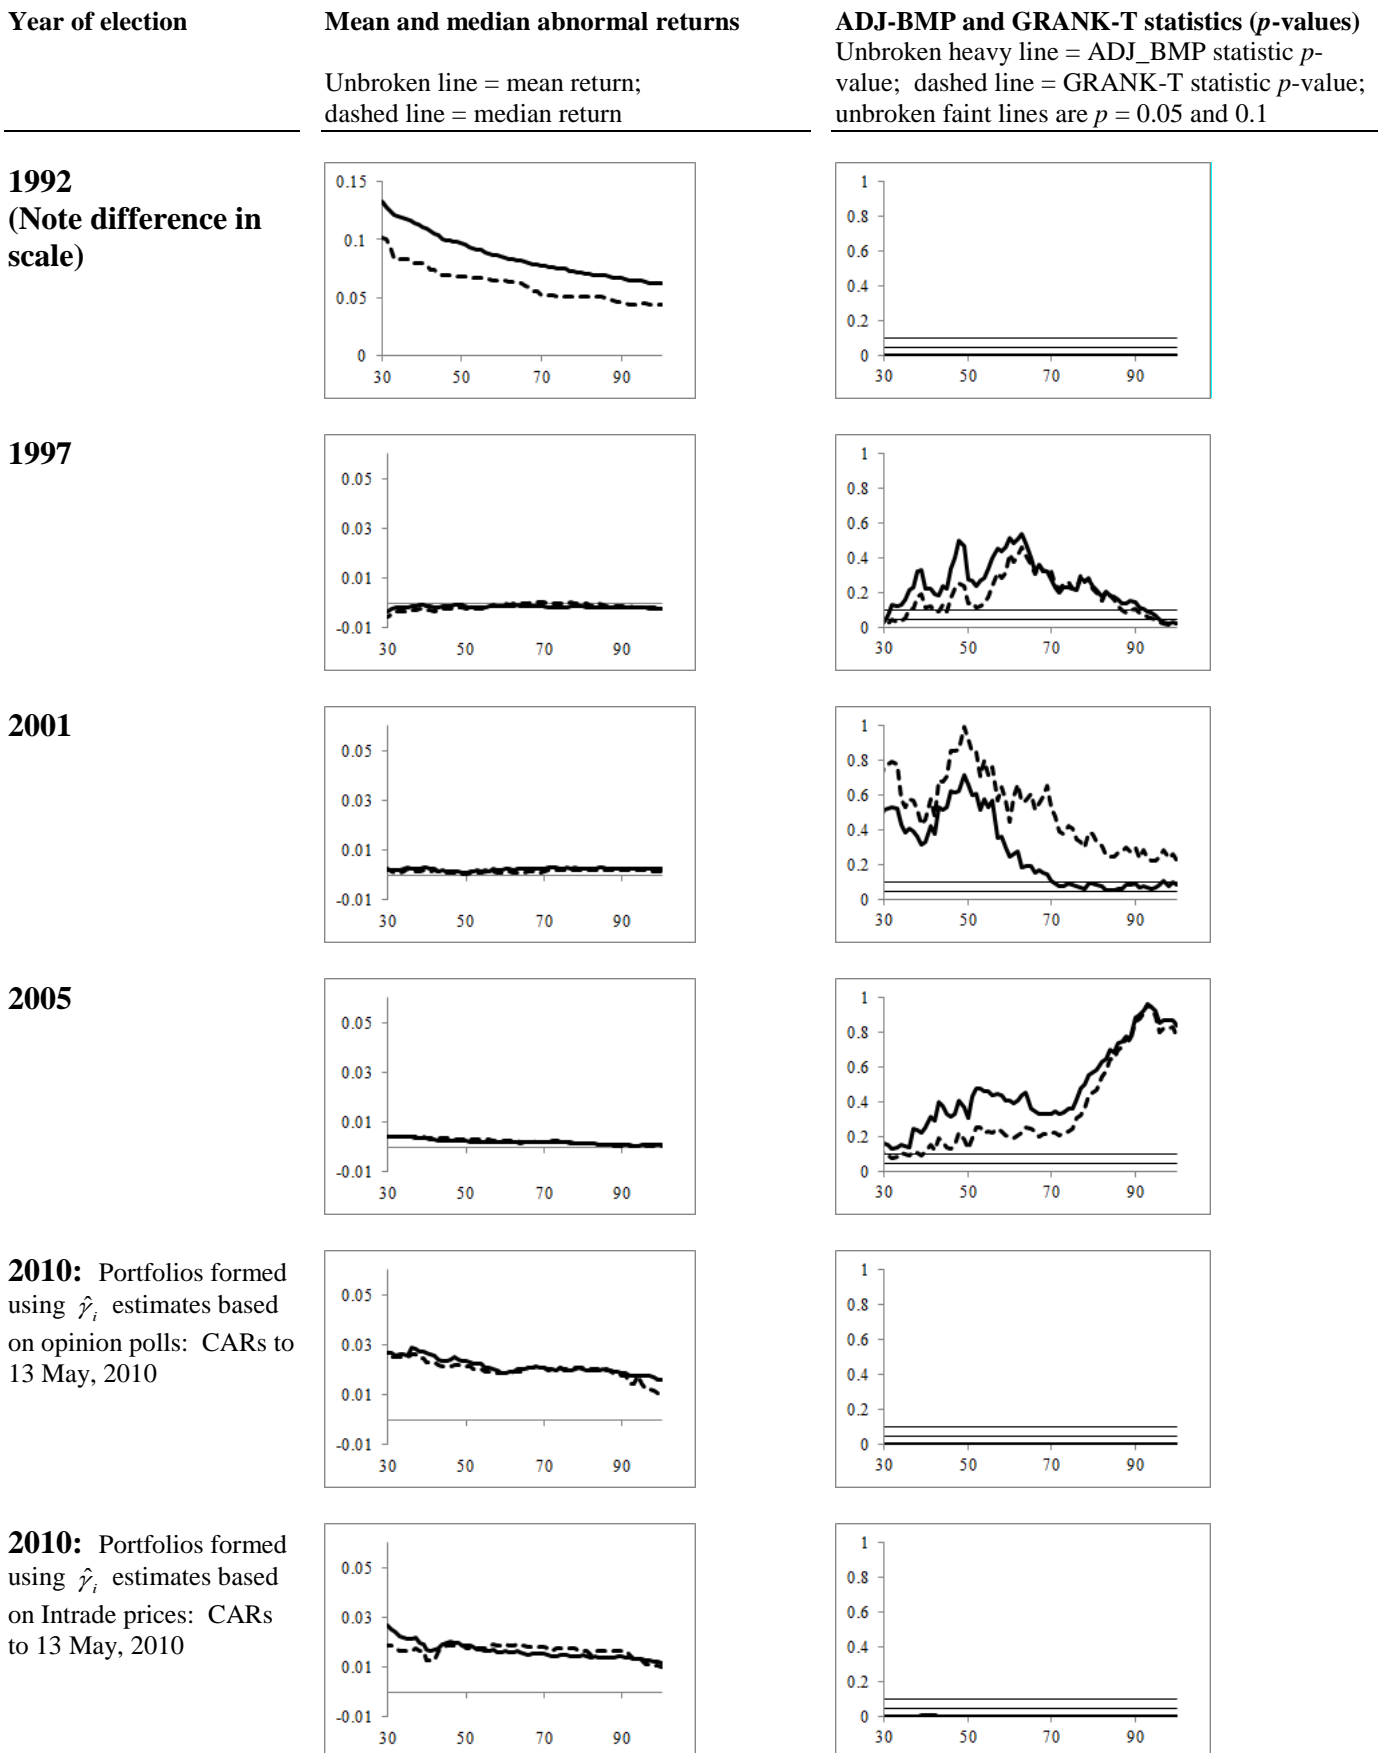 Year of election
Mean and median abnormal returns
Unbroken line = mean return;
dashed line = median return
ADJ-BMP and GRANK-T statistics (p-values)
Unbroken heavy line = ADJ_BMP statistic p-
value; dashed line = GRANK-T statistic p-value;
unbroken faint lines are p = 0.05 and 0.1
1992
(Note difference in
scale)
0.15
0.1
0.05
0
30 50 70 90
1
0.8
0.6
0.4
0.2
0
30 50 70 90
1997
0.05
0.03
0.01
-0.01
30 50 70 90
1
0.8
0.6
0.4
0.2
0
30 50 70 90
2001
0.05
0.03
0.01
-0.01
30 50 70 90
1
0.8
0.6
0.4
0.2
0
30 50 70 90
2005
0.05
0.03
0.01
-0.01
30 50 70 90
1
0.8
0.6
0.4
0.2
0
30 50 70 90
2010: Portfolios formed
using γ̂ᵢ estimates based
on opinion polls: CARs to
13 May, 2010
0.05
0.03
0.01
-0.01
30 50 70 90
1
0.8
0.6
0.4
0.2
0
30 50 70 90
2010: Portfolios formed
using γ̂ᵢ estimates based
on Intrade prices: CARs
to 13 May, 2010
0.05
0.03
0.01
-0.01
30 50 70 90
1
0.8
0.6
0.4
0.2
0
30 50 70 90